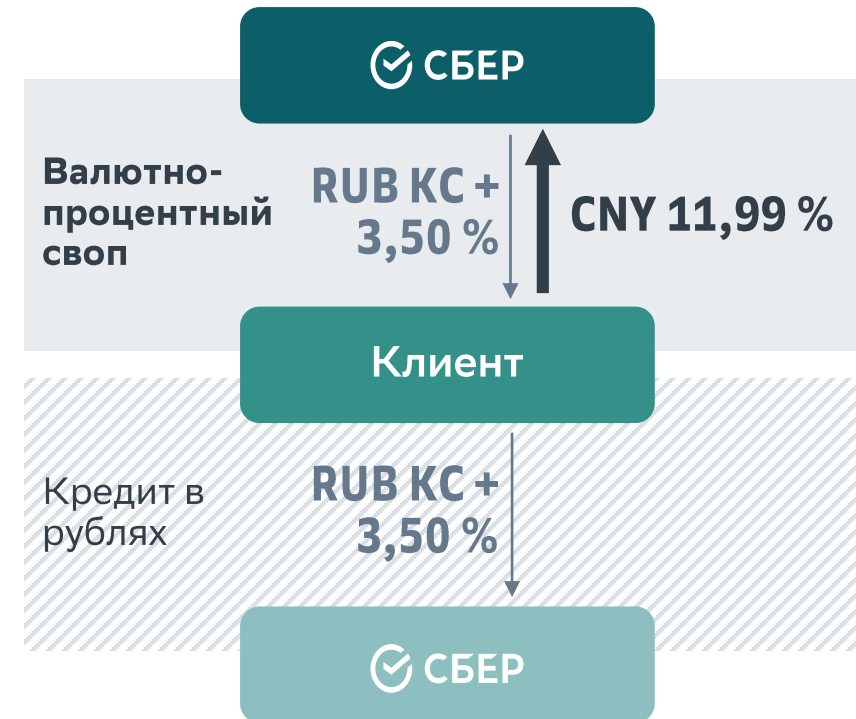 СБЕР
Валютно-
процентный
своп
RUB КС +
3,50 %
CNY 11,99 %
Клиент
Кредит в
рублях
RUB КС +
3,50 %
СБЕР